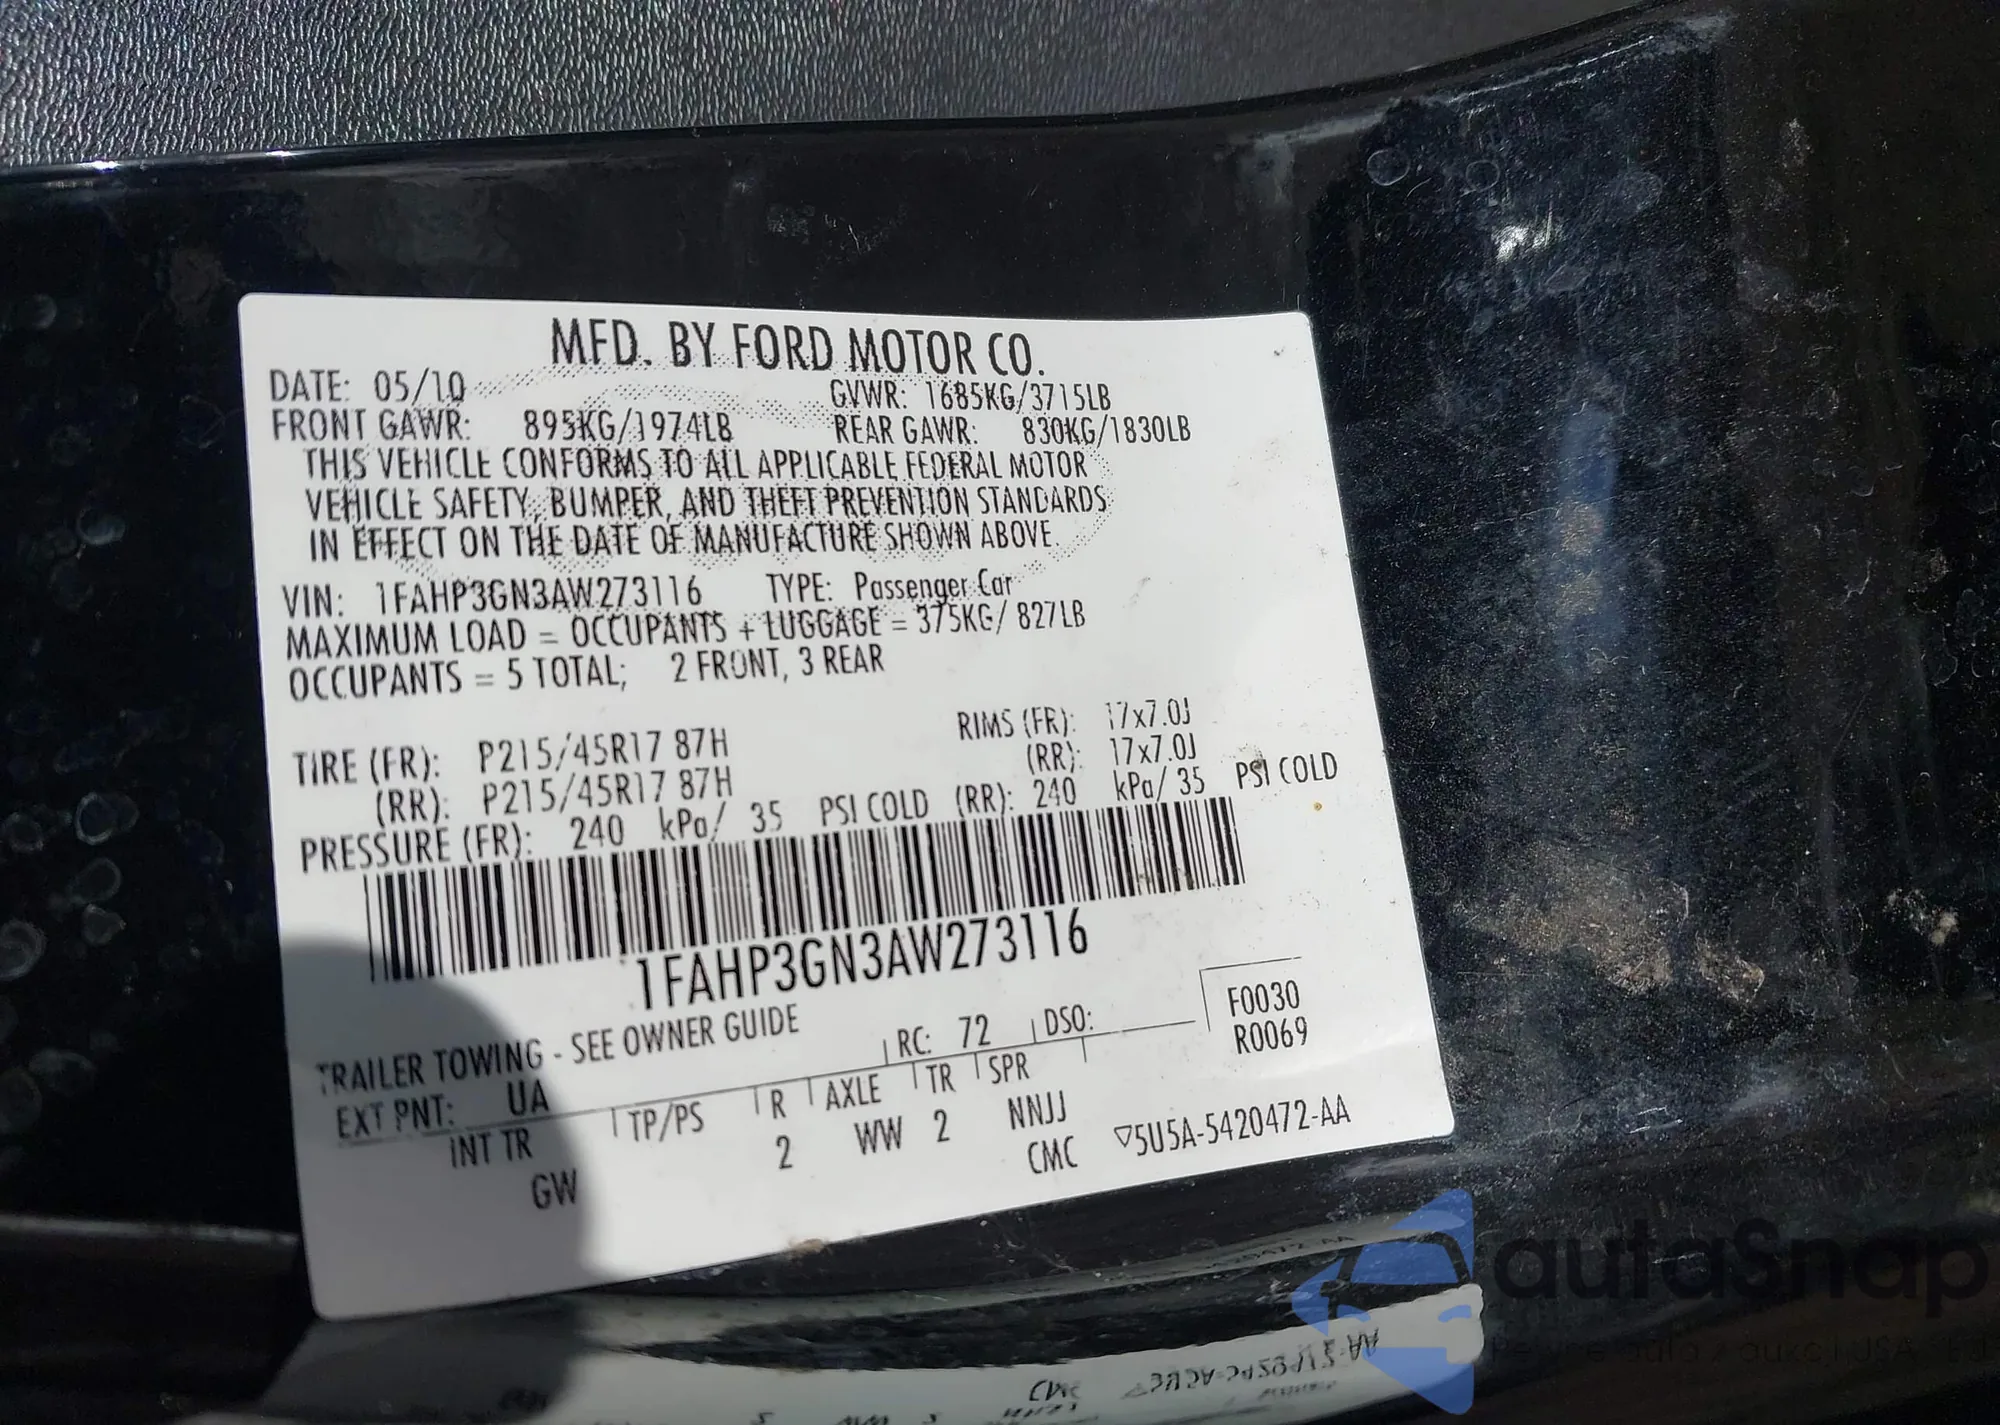 MFD. BY FORD MOTOR CO.
DATE: 05/10 GVWR: 1685KG/3715LB
FRONT GAWR: 895KG/1974LB REAR GAWR: 830KG/1830LB
THIS VEHICLE CONFORMS TO ALL APPLICABLE FEDERAL MOTOR
VEHICLE SAFETY, BUMPER, AND THEFT PREVENTION STANDARDS
IN EFFECT ON THE DATE OF MANUFACTURE SHOWN ABOVE.
VIN: 1FAHP3GN3AW273116 TYPE: Passenger Car
MAXIMUM LOAD = OCCUPANTS + LUGGAGE = 375KG/ 827LB
OCCUPANTS = 5 TOTAL; 2 FRONT, 3 REAR
TIRE (FR): P215/45R17 87H RIMS (FR): 17x7.0J
(RR): P215/45R17 87H (RR): 17x7.0J
PRESSURE (FR): 240 kPa/ 35 PSI COLD (RR): 240 kPa/ 35 PSI COLD
1FAHP3GN3AW273116
TRAILER TOWING - SEE OWNER GUIDE
F0030
EXT PNT: UA RC: 72 DSO: R0069
INT TR TP/PS R AXLE TR SPR
GW 2 WW 2 NNJJ
CMC ▽5U5A-5420472-AA
autaSnap